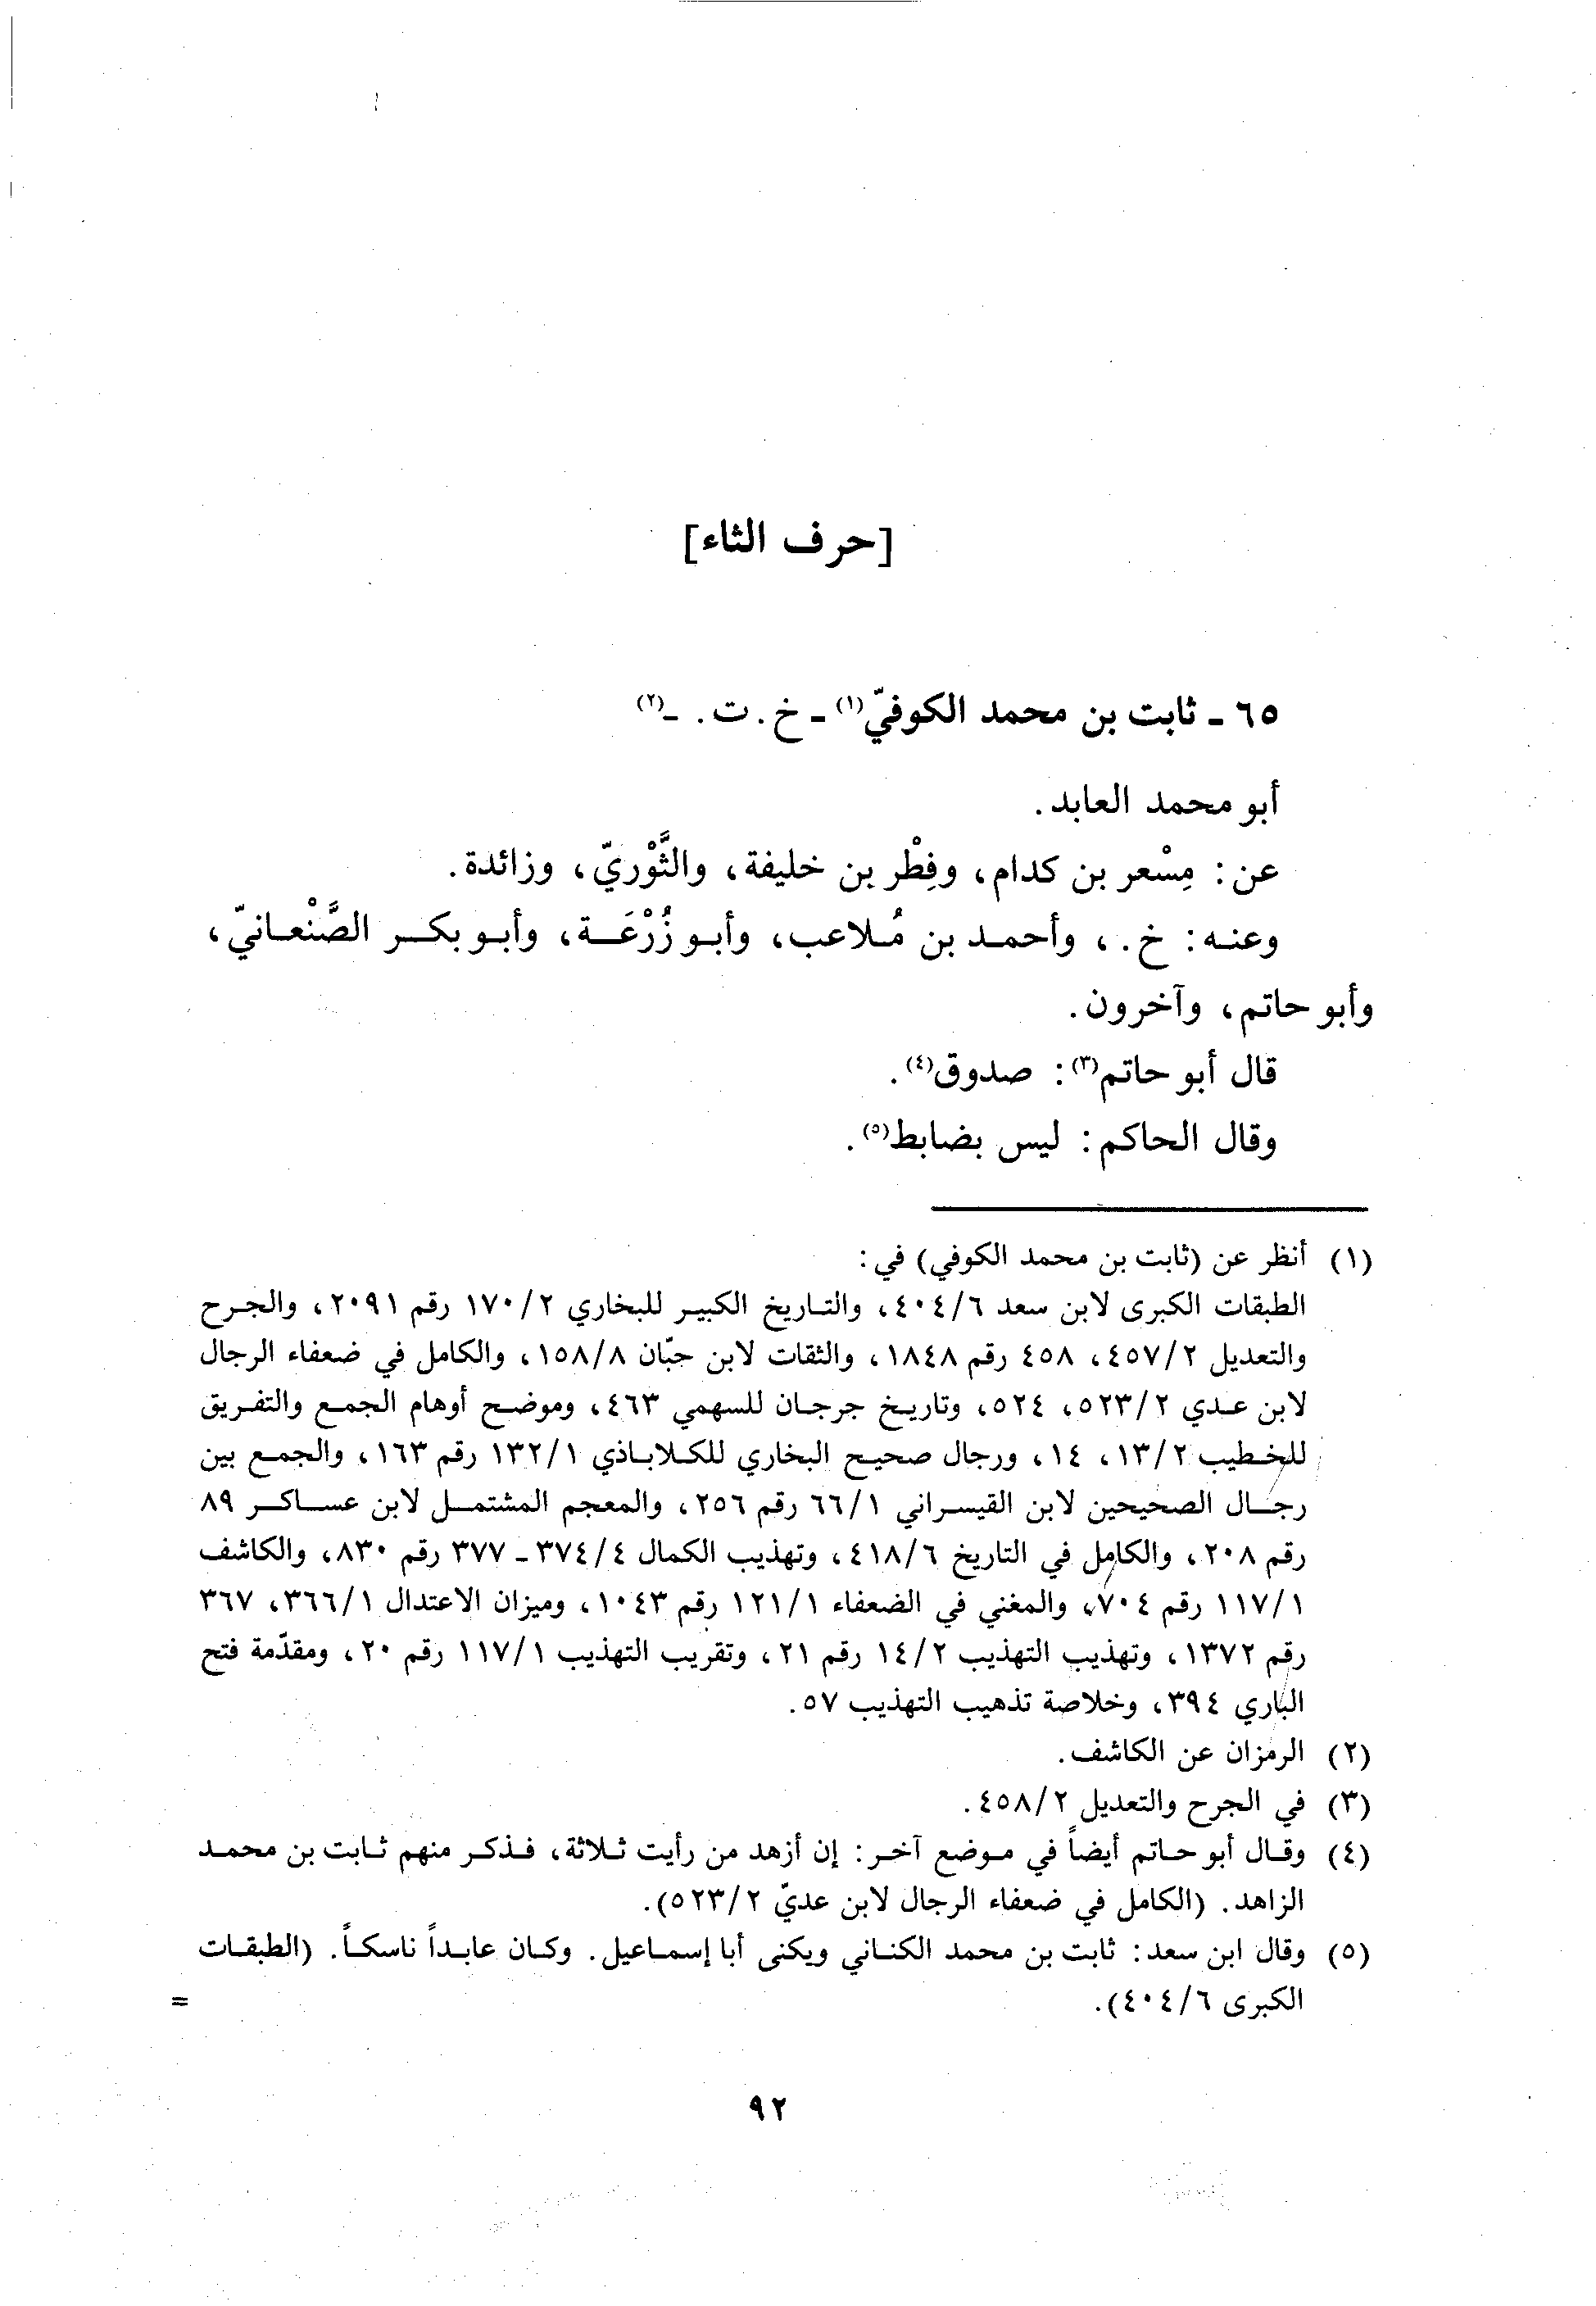 [حرف الثاء]
٦٥ ـ ثابت بن محمد الكوفيّ(١) ـ خ. ت. ـ(٢)
أبو محمد العابد.
عن: مِسْعر بن كدام، وفِطْر بن خليفة، والثَّوْريّ، وزائدة.
وعنه: خ. ، وأحمد بن مُلاعب، وأبو زُرْعَة، وأبو بكر الصَّنْعانيّ،
وأبو حاتم، وآخرون.
قال أبو حاتم(٣): صدوق(٤).
وقال الحاكم: ليس بضابط(٥).
(١) أنظر عن (ثابت بن محمد الكوفي) في:
الطبقات الكبرى لابن سعد ٤٠٤/٦، والتاريخ الكبير للبخاري ١٧٠/٢ رقم ٢٠٩١، والجرح
والتعديل ٤٥٧/٢، ٤٥٨ رقم ١٨٤٨، والثقات لابن حبّان ١٥٨/٨، والكامل في ضعفاء الرجال
لابن عدي ٥٢٣/٢، ٥٢٤، وتاريخ جرجان للسهمي ٤٦٣، وموضح أوهام الجمع والتفريق
للخطيب ١٣/٢، ١٤، ورجال صحيح البخاري للكلاباذي ١٣٢/١ رقم ١٦٣، والجمع بين
رجال الصحيحين لابن القيسراني ٦٦/١ رقم ٢٥٦، والمعجم المشتمل لابن عساكر ٨٩
رقم ٢٠٨، والكامل في التاريخ ٤١٨/٦، وتهذيب الكمال ٣٧٤/٤ ـ ٣٧٧ رقم ٨٣٠، والكاشف
١١٧/١ رقم ٧٠٤، والمغني في الضعفاء ١٢١/١ رقم ١٠٤٣، وميزان الاعتدال ٣٦٦/١، ٣٦٧
رقم ١٣٧٢، وتهذيب التهذيب ١٤/٢ رقم ٢١، وتقريب التهذيب ١١٧/١ رقم ٢٠، ومقدّمة فتح
الباري ٣٩٤، وخلاصة تذهيب التهذيب ٥٧.
(٢) الرمزان عن الكاشف.
(٣) في الجرح والتعديل ٤٥٨/٢.
(٤) وقال أبو حاتم أيضاً في موضع آخر: إن أزهد من رأيت ثلاثة، فذكر منهم ثابت بن محمد
الزاهد. (الكامل في ضعفاء الرجال لابن عديّ ٥٢٣/٢).
(٥) وقال ابن سعد: ثابت بن محمد الكناني ويكنى أبا إسماعيل. وكان عابداً ناسكاً. (الطبقات
الكبرى ٤٠٤/٦). =
٩٢